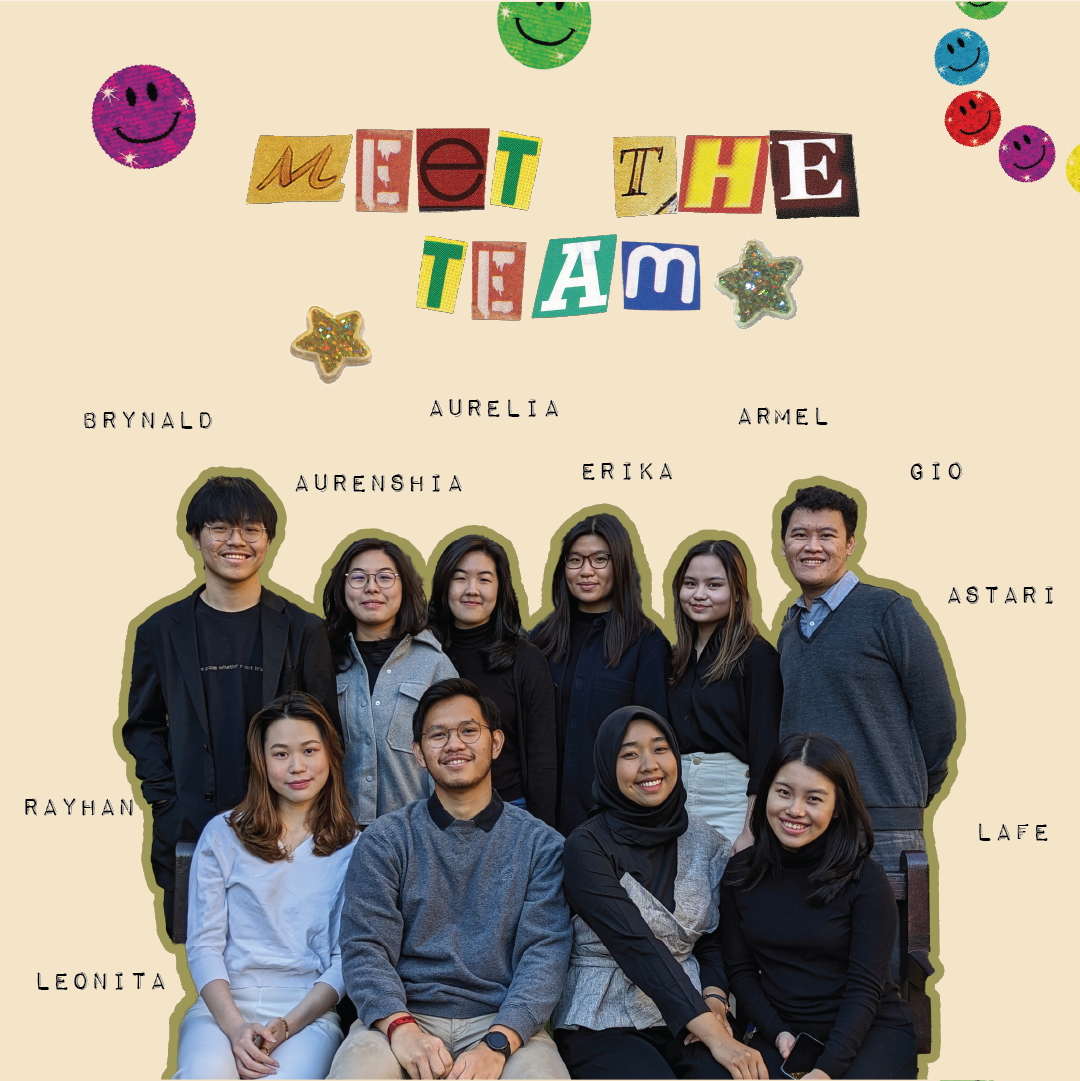 MEET THE
TEAM
BRYNALD
AURELIA
ARMEL
AURENSHIA
ERIKA
GIO
ASTARI
RAYHAN
LAFE
LEONITA